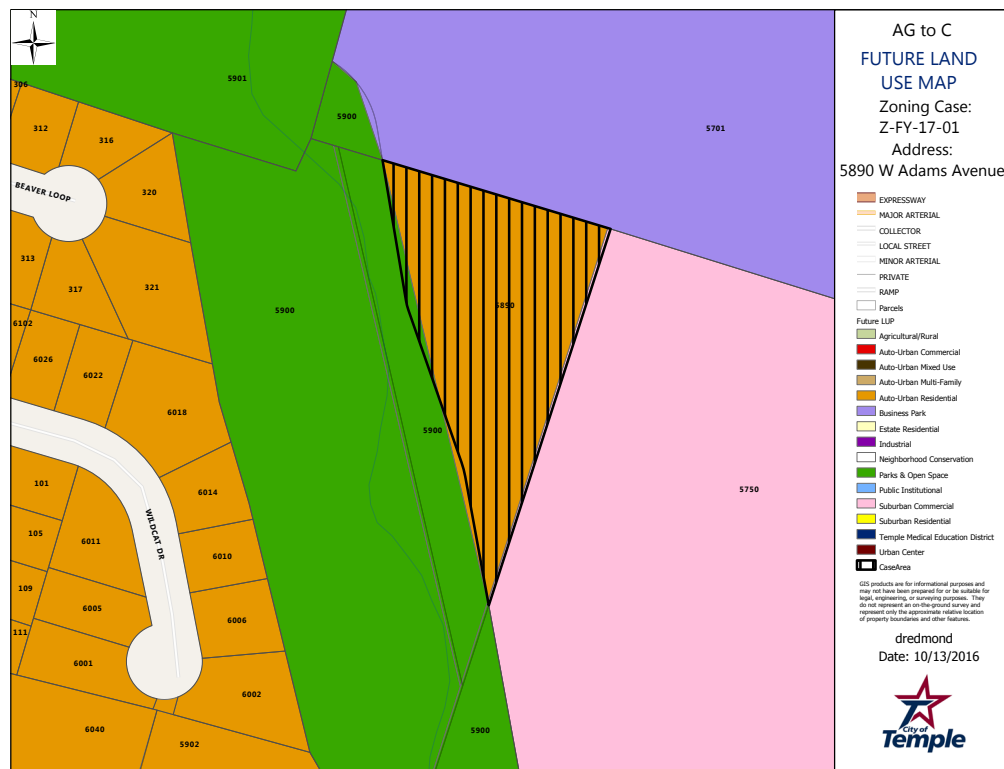 N
5901
306
5900
5701
312
316
320
BEAVER LOOP
313
317
321
5900
5890
6102
6026
6022
6018
5900
101
6014
5750
WILDCAT DR
105
6011
6010
109
6005
6006
111
6001
6002
5900
6040
5902
AG to C
FUTURE LAND
USE MAP
Zoning Case:
Z-FY-17-01
Address:
5890 W Adams Avenue
EXPRESSWAY
MAJOR ARTERIAL
COLLECTOR
LOCAL STREET
MINOR ARTERIAL
PRIVATE
RAMP
Parcels
Future LUP
Agricultural/Rural
Auto-Urban Commercial
Auto-Urban Mixed Use
Auto-Urban Multi-Family
Auto-Urban Residential
Business Park
Estate Residential
Industrial
Neighborhood Conservation
Parks & Open Space
Public Institutional
Suburban Commercial
Suburban Residential
Temple Medical Education District
Urban Center
CaseArea
GIS products are for informational purposes and
may not have been prepared for or be suitable for
legal, engineering, or surveying purposes. They
do not represent an on-the-ground survey and
represent only the approximate relative location
of property boundaries and other features.
dredmond
Date: 10/13/2016
City of
Temple